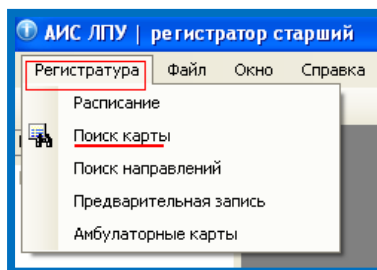 АИС ЛПУ | регистратор старший
Регистратура Файл Окно Справка
Расписание
Поиск карты
Поиск направлений
Предварительная запись
Амбулаторные карты